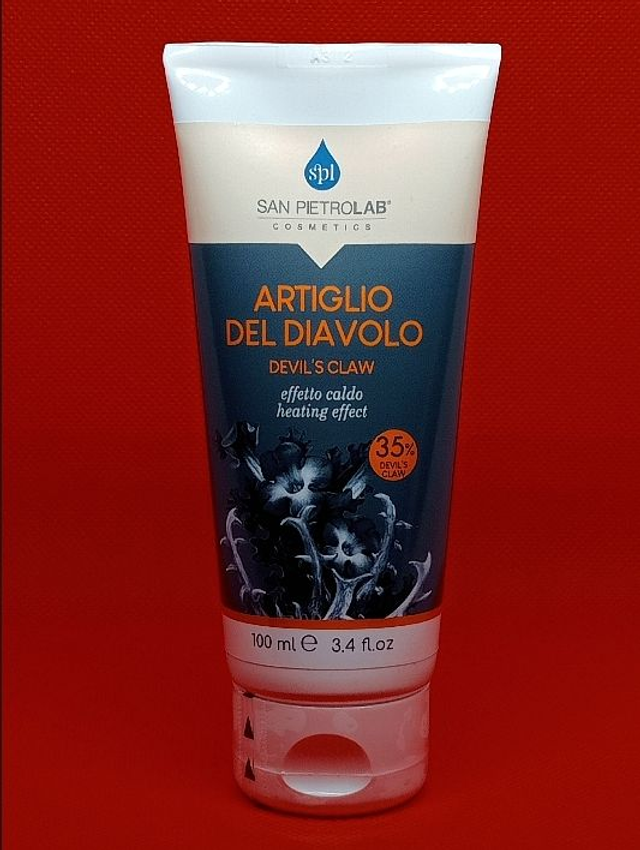 spl
SAN PIETROLAB®
COSMETICS
ARTIGLIO
DEL DIAVOLO
DEVIL'S CLAW
effetto caldo
heating effect
35%
DEVIL'S
CLAW
100 ml ℮ 3.4 fl.oz